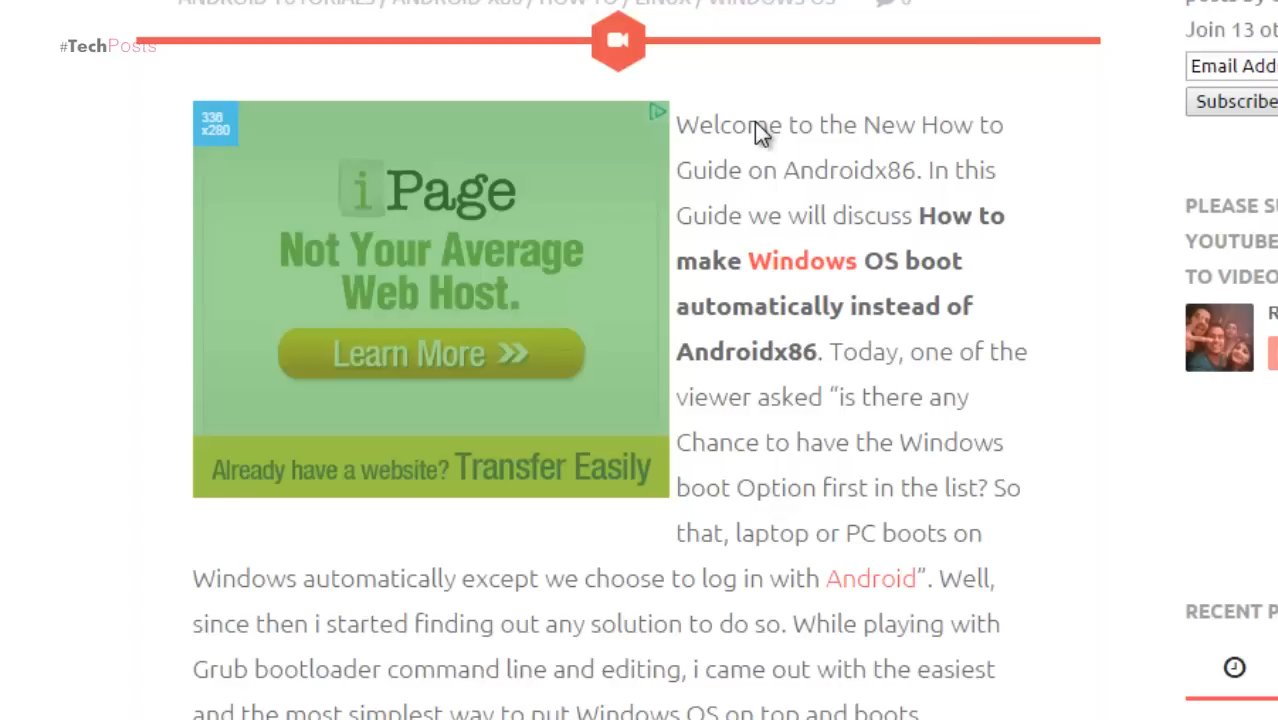 ANDROID TUTORIALS / ANDROID-X86 / HOW TO / LINUX / WINDOWS OS 0
#TechPosts
Join 13 ot
Email Add
Subscribe
336
x280
iPage
Not Your Average
Web Host.
Learn More »
Already have a website? Transfer Easily
Welcome to the New How to
Guide on Androidx86. In this
Guide we will discuss How to
make Windows OS boot
automatically instead of
Androidx86. Today, one of the
viewer asked “is there any
Chance to have the Windows
boot Option first in the list? So
that, laptop or PC boots on
Windows automatically except we choose to log in with Android”. Well,
since then i started finding out any solution to do so. While playing with
Grub bootloader command line and editing, i came out with the easiest
and the most simplest way to put Windows OS on top and boots
PLEASE SU
YOUTUBE
TO VIDEO
R
RECENT P